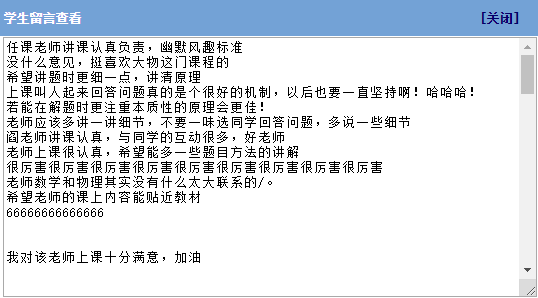 学生留言查看
[关闭]
任课老师讲课认真负责，幽默风趣标准
没什么意见，挺喜欢大物这门课程的
希望讲题时更细一点，讲清原理
上课叫人起来回答问题真的是个很好的机制，以后也要一直坚持啊！哈哈哈！
若能在解题时更注重本质性的原理会更佳！
老师应该多讲一讲细节，不要一味选同学回答问题，多说一些细节
阎老师讲课认真，与同学的互动很多，好老师
老师上课很认真，希望能多一些题目方法的讲解
很厉害很厉害很厉害很厉害很厉害很厉害很厉害很厉害很厉害
老师数学和物理其实没有什么太大联系的/。
希望老师的课上内容能贴近教材
66666666666666
我对该老师上课十分满意，加油